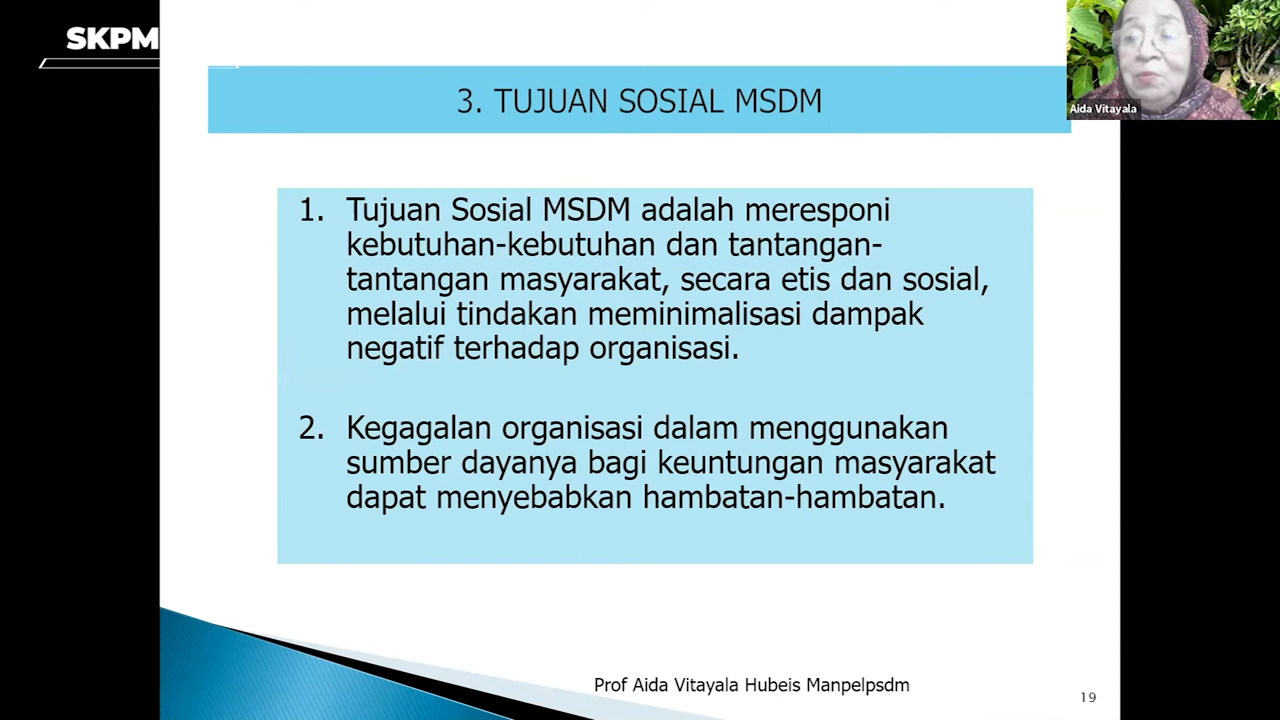 SKPM
3. TUJUAN SOSIAL MSDM
Aida Vitayala
1. Tujuan Sosial MSDM adalah meresponi
kebutuhan-kebutuhan dan tantangan-
tantangan masyarakat, secara etis dan sosial,
melalui tindakan meminimalisasi dampak
negatif terhadap organisasi.
2. Kegagalan organisasi dalam menggunakan
sumber dayanya bagi keuntungan masyarakat
dapat menyebabkan hambatan-hambatan.
Prof Aida Vitayala Hubeis Manpelpsdm
19